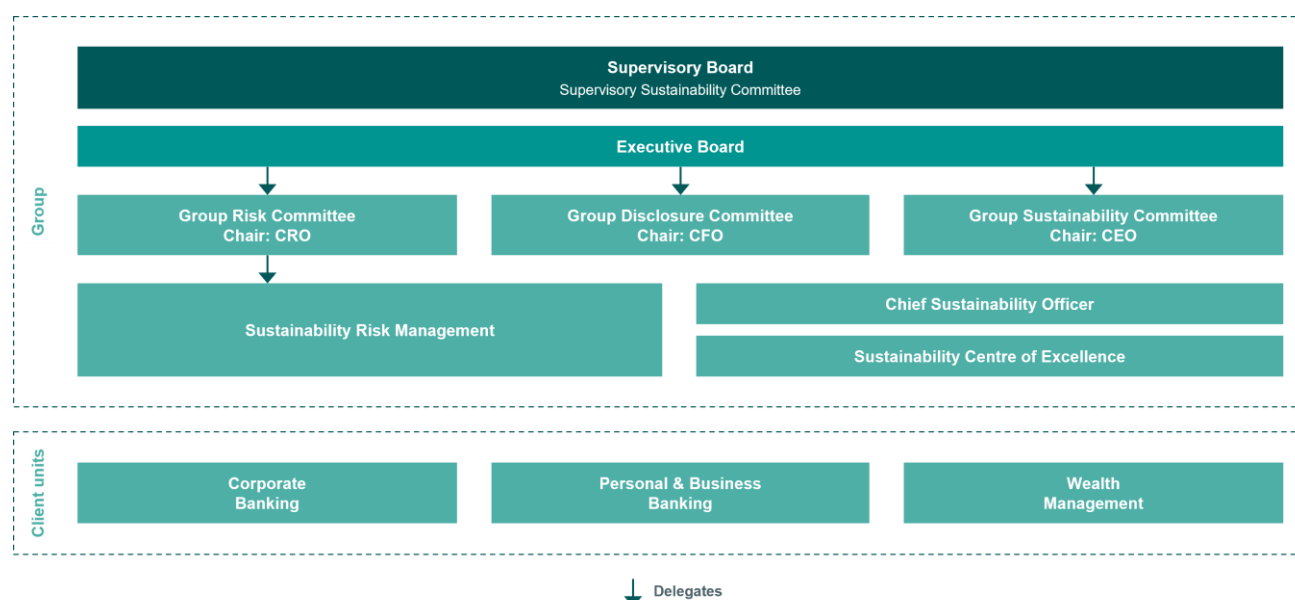 Group
Supervisory Board
Supervisory Sustainability Committee
Executive Board
Group Risk Committee
Chair: CRO
Group Disclosure Committee
Chair: CFO
Group Sustainability Committee
Chair: CEO
Sustainability Risk Management
Chief Sustainability Officer
Sustainability Centre of Excellence
Client units
Corporate
Banking
Personal & Business
Banking
Wealth
Management
Delegates